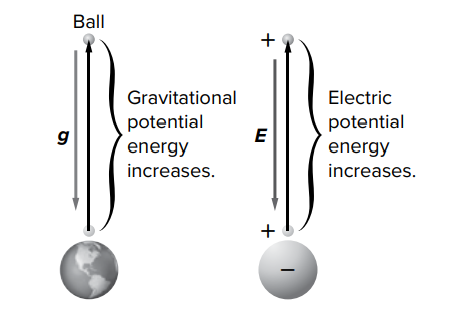 Ball
g
Gravitational
potential
energy
increases.
+
E
+
−
Electric
potential
energy
increases.